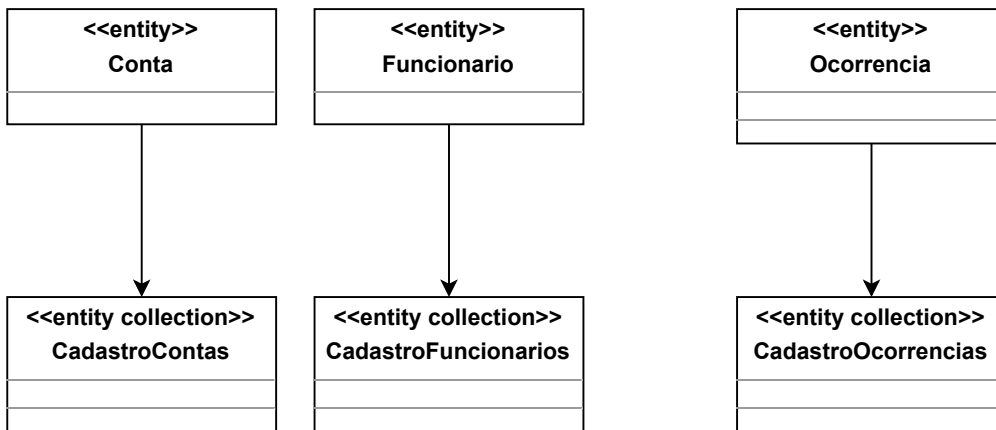 <<entity>>
Conta
<<entity>>
Funcionario
<<entity>>
Ocorrencia
<<entity collection>>
CadastroContas
<<entity collection>>
CadastroFuncionarios
<<entity collection>>
CadastroOcorrencias